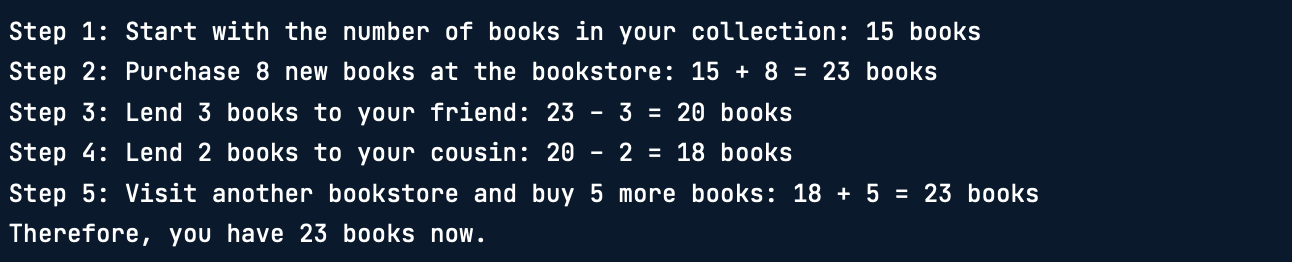 Step 1: Start with the number of books in your collection: 15 books
Step 2: Purchase 8 new books at the bookstore: 15 + 8 = 23 books
Step 3: Lend 3 books to your friend: 23 - 3 = 20 books
Step 4: Lend 2 books to your cousin: 20 - 2 = 18 books
Step 5: Visit another bookstore and buy 5 more books: 18 + 5 = 23 books
Therefore, you have 23 books now.